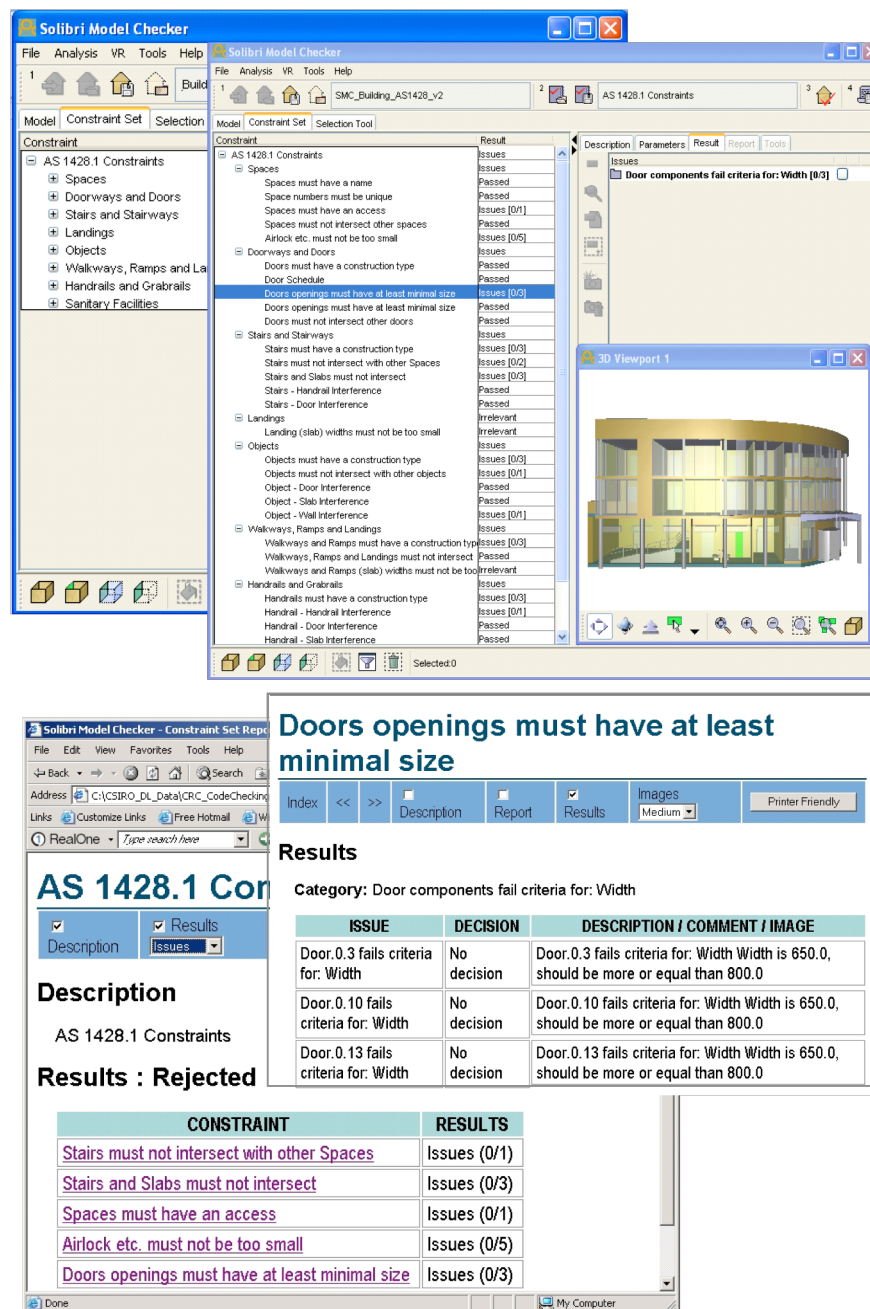 Solibri Model Checker
File Analysis VR Tools Help
1
Build
Model Constraint Set Selection
Constraint
AS 1428.1 Constraints
Spaces
Doorways and Doors
Stairs and Stairways
Landings
Objects
Walkways, Ramps and La
Handrails and Grabrails
Sanitary Facilities
Solibri Model Checker
File Analysis VR Tools Help
1 SMC_Building_AS1428_v2 2 AS 1428.1 Constraints 3 4
Model Constraint Set Selection Tool
Constraint Result
AS 1428.1 Constraints Issues
Spaces Issues
Spaces must have a name Passed
Space numbers must be unique Passed
Spaces must have an access Issues [0/1]
Spaces must not intersect other spaces Passed
Airlock etc. must not be too small Issues [0/5]
Doorways and Doors Issues
Doors must have a construction type Passed
Door Schedule Passed
Doors openings must have at least minimal size Issues [0/3]
Doors openings must have at least minimal size Passed
Doors must not intersect other doors Passed
Stairs and Stairways Issues
Stairs must have a construction type Issues [0/3]
Stairs must not intersect with other Spaces Issues [0/2]
Stairs and Slabs must not intersect Issues [0/3]
Stairs - Handrail Interference Passed
Stairs - Door Interference Passed
Landings Irrelevant
Landing (slab) widths must not be too small Irrelevant
Objects Issues
Objects must have a construction type Issues [0/3]
Objects must not intersect with other objects Issues [0/1]
Object - Door Interference Passed
Object - Slab Interference Passed
Object - Wall Interference Issues [0/1]
Walkways, Ramps and Landings Issues
Walkways and Ramps must have a construction typ Issues [0/3]
Walkways, Ramps and Landings must not intersect Passed
Walkways and Ramps (slab) widths must not be too Irrelevant
Handrails and Grabrails Issues
Handrails must have a construction type Issues [0/3]
Handrail - Handrail Interference Issues [0/1]
Handrail - Door Interference Passed
Handrail - Slab Interference Passed
Selected:0
Description Parameters Result Report Tools
Issues
Door components fail criteria for: Width [0/3]
3D Viewport 1
Solibri Model Checker - Constraint Set Repo
File Edit View Favorites Tools Help
Back Search
Address C:\CSIRO_DL_Data\CRC_CodeChecking
Links Customize Links Free Hotmail Wi
RealOne Type search here
AS 1428.1 Con
Description Results
Issues
Description
AS 1428.1 Constraints
Results : Rejected
CONSTRAINT RESULTS
Stairs must not intersect with other Spaces Issues (0/1)
Stairs and Slabs must not intersect Issues (0/3)
Spaces must have an access Issues (0/1)
Airlock etc. must not be too small Issues (0/5)
Doors openings must have at least minimal size Issues (0/3)
Done My Computer
Doors openings must have at least
minimal size
Index << >> Description Report Results Images Medium Printer Friendly
Results
Category: Door components fail criteria for: Width
ISSUE DECISION DESCRIPTION / COMMENT / IMAGE
Door.0.3 fails criteria No Door.0.3 fails criteria for: Width Width is 650.0,
for: Width decision should be more or equal than 800.0
Door.0.10 fails No Door.0.10 fails criteria for: Width Width is 650.0,
criteria for: Width decision should be more or equal than 800.0
Door.0.13 fails No Door.0.13 fails criteria for: Width Width is 650.0,
criteria for: Width decision should be more or equal than 800.0